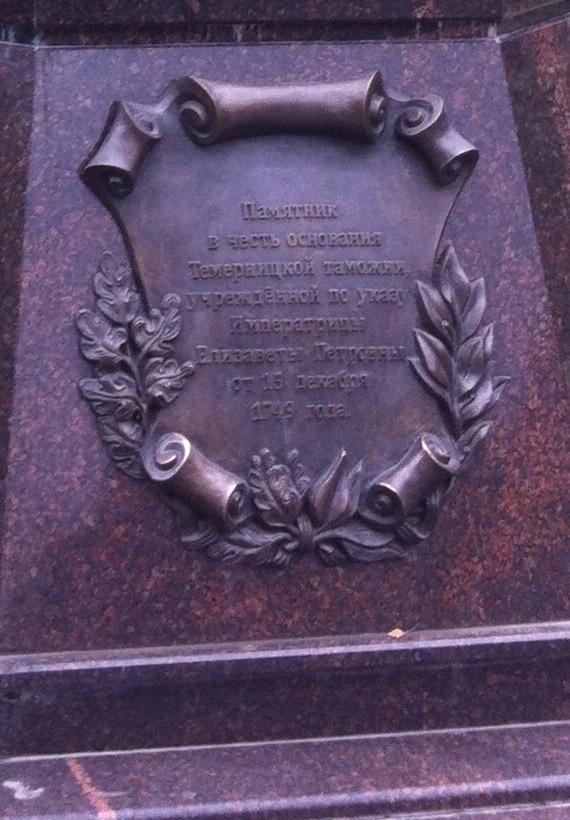 Памятник
в честь основания
Темерницкой таможни,
учреждённой по указу
Императрицы
Елизаветы Петровны
от 15 декабря
1749 года.